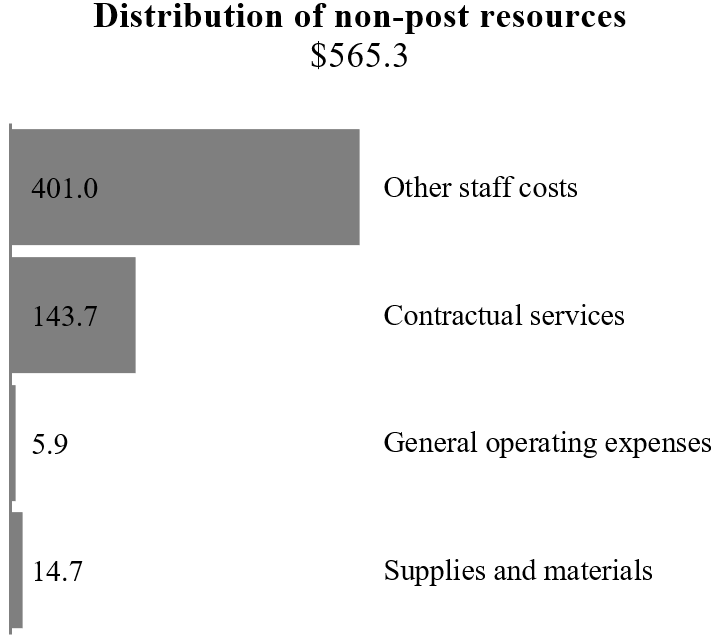 Distribution of non-post resources
$565.3
401.0 Other staff costs
143.7 Contractual services
5.9 General operating expenses
14.7 Supplies and materials